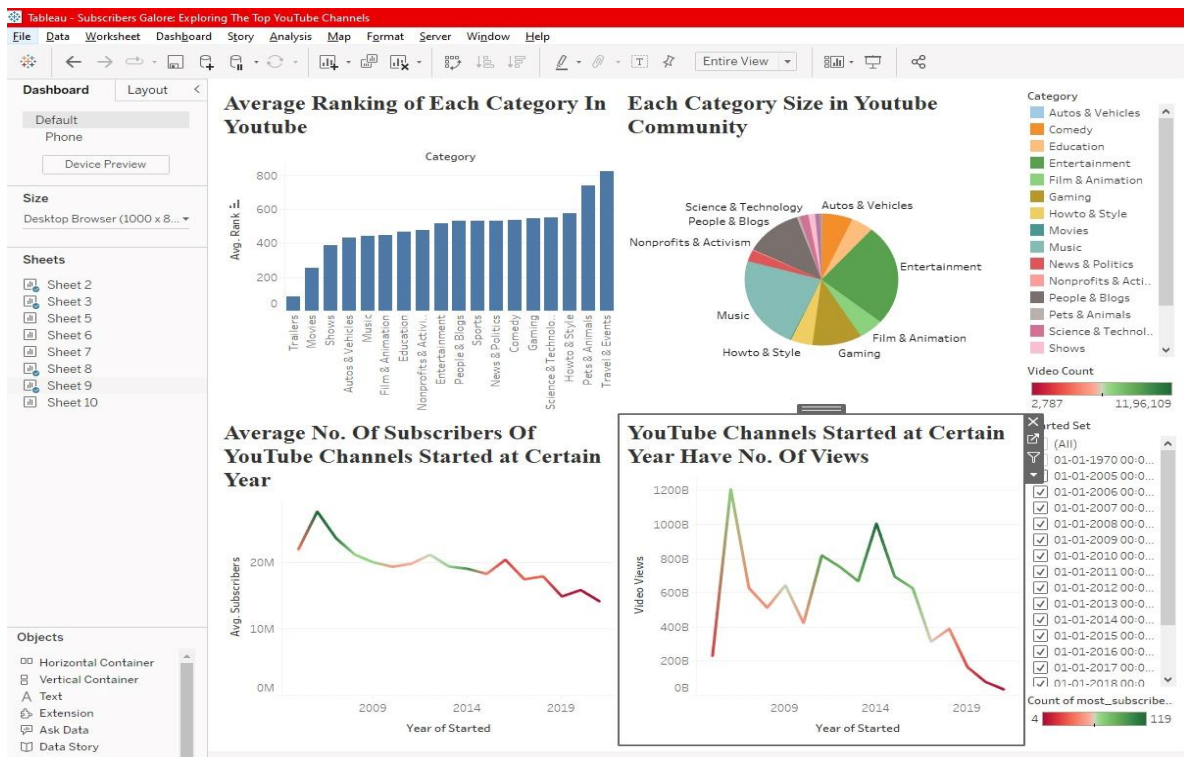 Tableau - Subscribers Galore: Exploring The Top YouTube Channels
File Data Worksheet Dashboard Story Analysis Map Format Server Window Help
Entire View
Dashboard Layout
Default
Phone
Device Preview
Size
Desktop Browser (1000 x 8...
Sheets
Sheet 2
Sheet 3
Sheet 5
Sheet 6
Sheet 7
Sheet 8
Sheet 9
Sheet 10
Objects
Horizontal Container
Vertical Container
Text
Extension
Ask Data
Data Story
Average Ranking of Each Category In
Youtube
Category
Avg. Rank
800
600
400
200
0
Trailers
Movies
Shows
Autos & Vehicles
Music
Film & Animation
Education
Nonprofits & Activi..
Entertainment
People & Blogs
Sports
News & Politics
Comedy
Gaming
Science & Technolo..
Howto & Style
Pets & Animals
Travel & Events
Each Category Size in Youtube
Community
Science & Technology
Autos & Vehicles
People & Blogs
Nonprofits & Activism
Entertainment
Music
Film & Animation
Howto & Style
Gaming
Average No. Of Subscribers Of
YouTube Channels Started at Certain
Year
Avg. Subscribers
20M
10M
0M
2009 2014 2019
Year of Started
YouTube Channels Started at Certain
Year Have No. Of Views
Video Views
1200B
1000B
800B
600B
400B
200B
0B
2009 2014 2019
Year of Started
Category
Autos & Vehicles
Comedy
Education
Entertainment
Film & Animation
Gaming
Howto & Style
Movies
Music
News & Politics
Nonprofits & Acti..
People & Blogs
Pets & Animals
Science & Technol..
Shows
Video Count
2,787 11,96,109
Set
(All)
01-01-1970 00:0...
01-01-2005 00:0...
01-01-2006 00:0...
01-01-2007 00:0...
01-01-2008 00:0...
01-01-2009 00:0...
01-01-2010 00:0...
01-01-2011 00:0...
01-01-2012 00:0...
01-01-2013 00:0...
01-01-2014 00:0...
01-01-2015 00:0...
01-01-2016 00:0...
01-01-2017 00:0...
01-01-2018 00:0
Count of most_subscribe..
4 119